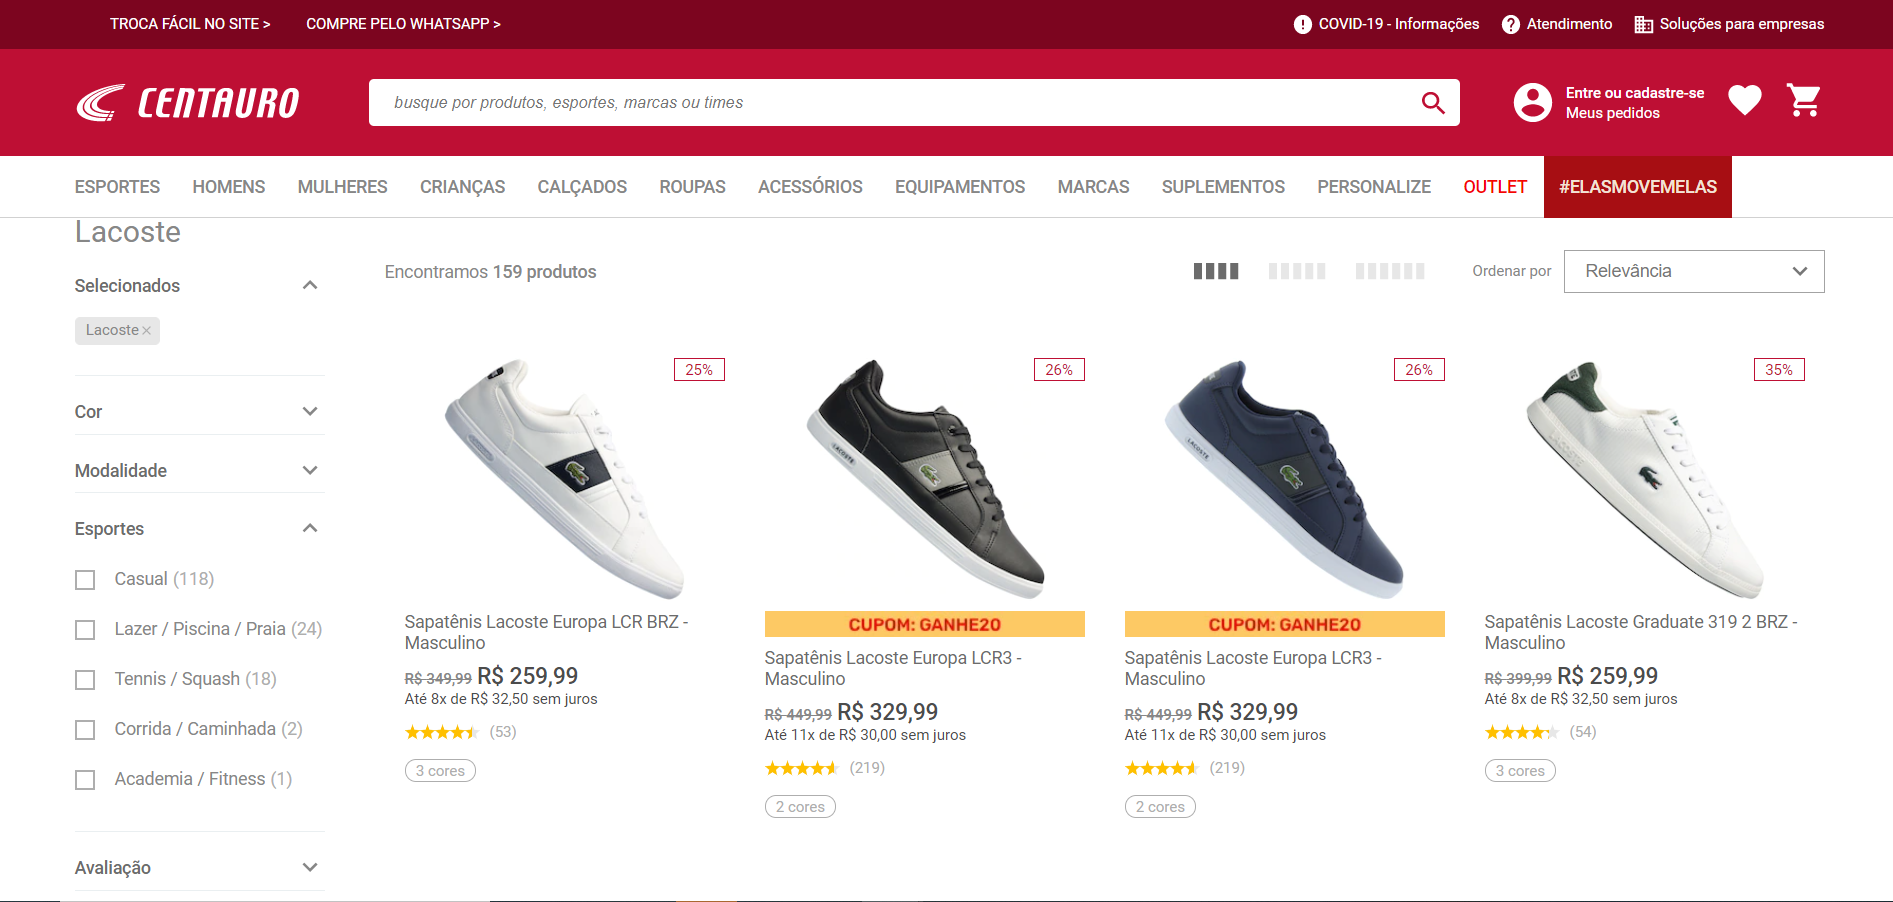 TROCA FÁCIL NO SITE > COMPRE PELO WHATSAPP > COVID-19 - Informações Atendimento Soluções para empresas
CENTAURO
busque por produtos, esportes, marcas ou times
Entre ou cadastre-se
Meus pedidos
ESPORTES HOMENS MULHERES CRIANÇAS CALÇADOS ROUPAS ACESSÓRIOS EQUIPAMENTOS MARCAS SUPLEMENTOS PERSONALIZE OUTLET #ELASMOVEMELAS
Lacoste
Selecionados
Lacoste
Cor
Modalidade
Esportes
Casual (118)
Lazer / Piscina / Praia (24)
Tennis / Squash (18)
Corrida / Caminhada (2)
Academia / Fitness (1)
Avaliação
Encontramos 159 produtos
Ordenar por Relevância
25%
Sapatênis Lacoste Europa LCR BRZ -
Masculino
R$ 349,99 R$ 259,99
Até 8x de R$ 32,50 sem juros
(53)
3 cores
26%
LACOSTE
CUPOM: GANHE20
Sapatênis Lacoste Europa LCR3 -
Masculino
R$ 449,99 R$ 329,99
Até 11x de R$ 30,00 sem juros
(219)
2 cores
26%
LACOSTE
CUPOM: GANHE20
Sapatênis Lacoste Europa LCR3 -
Masculino
R$ 449,99 R$ 329,99
Até 11x de R$ 30,00 sem juros
(219)
2 cores
35%
LACOSTE
Sapatênis Lacoste Graduate 319 2 BRZ -
Masculino
R$ 399,99 R$ 259,99
Até 8x de R$ 32,50 sem juros
(54)
3 cores